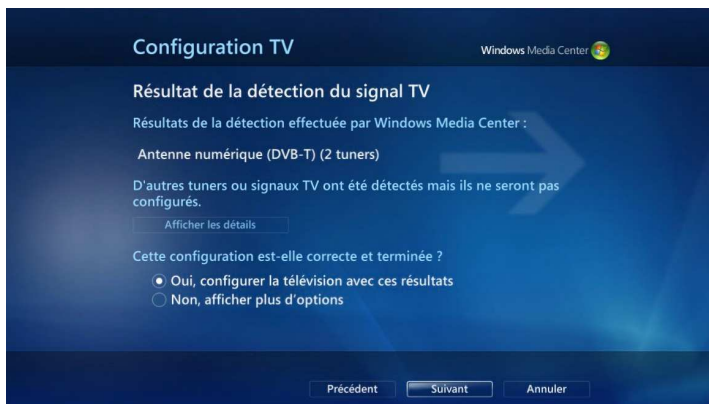 Configuration TV
Windows Media Center
Résultat de la détection du signal TV
Résultats de la détection effectuée par Windows Media Center :
Antenne numérique (DVB-T) (2 tuners)
D'autres tuners ou signaux TV ont été détectés mais ils ne seront pas
configurés.
Afficher les détails
Cette configuration est-elle correcte et terminée ?
Oui, configurer la télévision avec ces résultats
Non, afficher plus d'options
Précédent Suivant Annuler